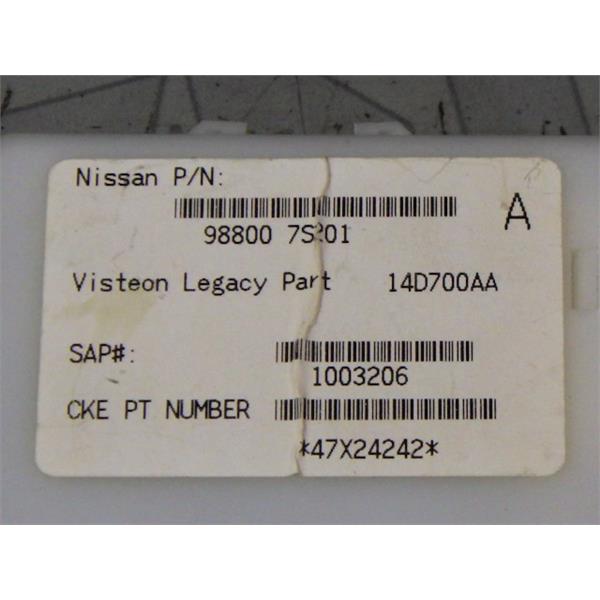 Nissan P/N:
A
98800 7S201
Visteon Legacy Part 14D700AA
SAP#:
1003206
CKE PT NUMBER
*47X24242*